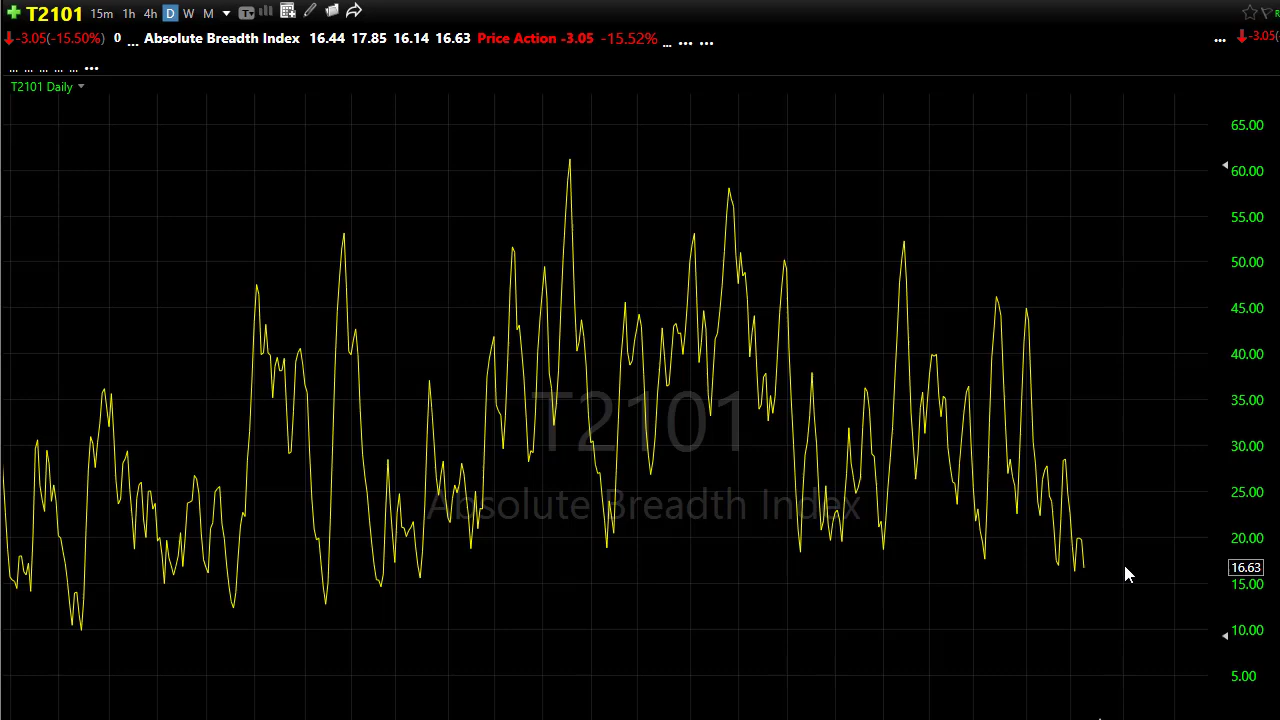 T2101 15m 1h 4h D W M
-3.05(-15.50%) 0 ... Absolute Breadth Index 16.44 17.85 16.14 16.63 Price Action -3.05 -15.52% ... ... ... ... -3.05(
... ... ... ... ... ...
T2101 Daily
65.00
60.00
55.00
50.00
45.00
40.00
35.00
T2101
30.00
25.00
Absolute Breadth Index
20.00
16.63
15.00
10.00
5.00